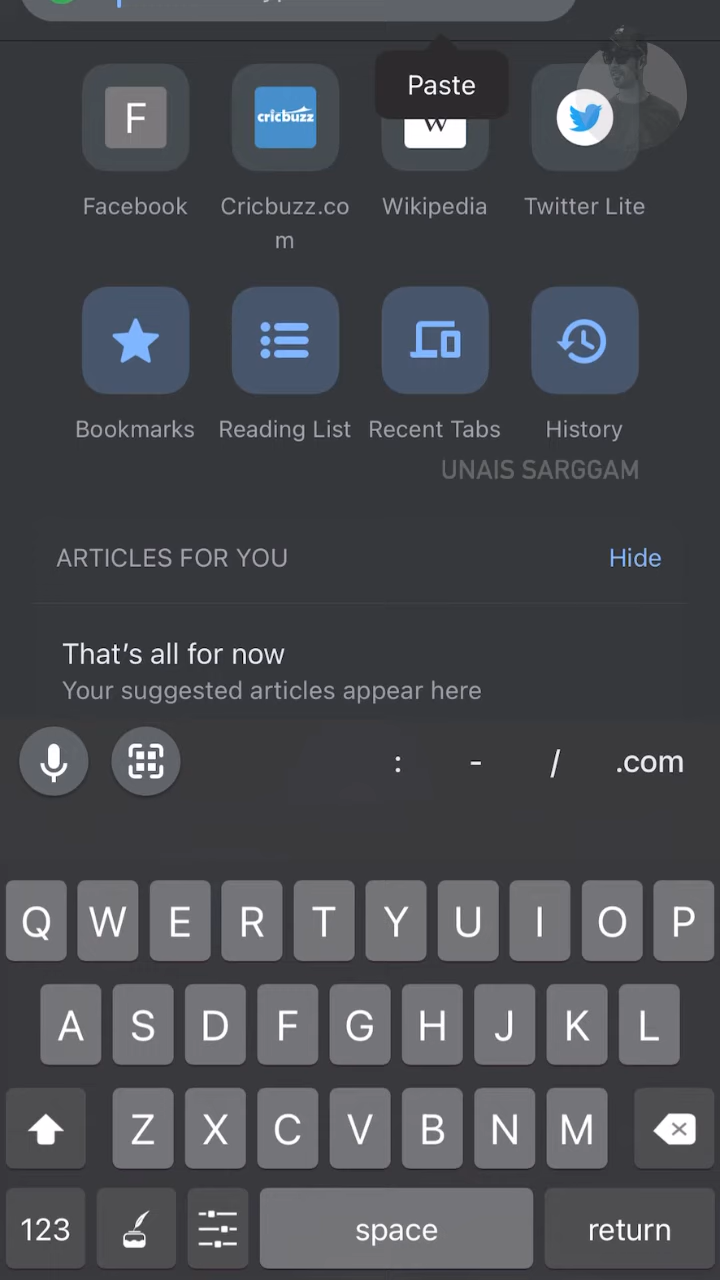 Paste
F
cricbuzz
W
Facebook
Cricbuzz.co
m
Wikipedia
Twitter Lite
Bookmarks
Reading List
Recent Tabs
History
UNAIS SARGGAM
ARTICLES FOR YOU
Hide
That's all for now
Your suggested articles appear here
: - / .com
Q W E R T Y U I O P
A S D F G H J K L
Z X C V B N M
123
space
return